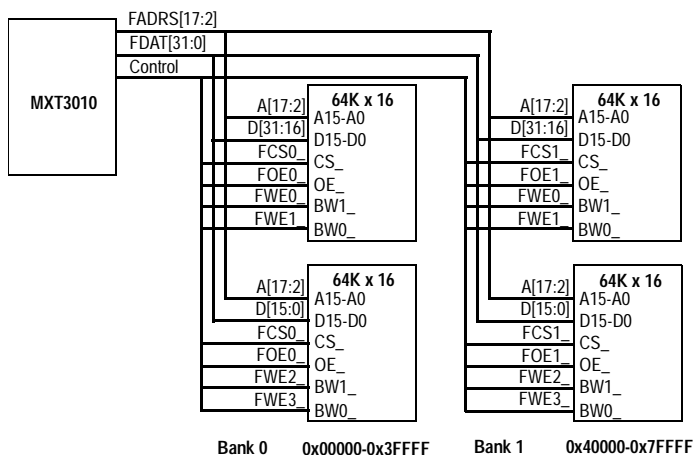 FADRS[17:2]
FDAT[31:0]
Control
MXT3010
64K x 16
A[17:2]
A15-A0
D[31:16]
D15-D0
FCS0_
CS_
FOE0_
OE_
FWE0_
BW1_
FWE1_
BW0_
64K x 16
A[17:2]
A15-A0
D[31:16]
D15-D0
FCS1_
CS_
FOE1_
OE_
FWE0_
BW1_
FWE1_
BW0_
64K x 16
A[17:2]
A15-A0
D[15:0]
D15-D0
FCS0_
CS_
FOE0_
OE_
FWE2_
BW1_
FWE3_
BW0_
64K x 16
A[17:2]
A15-A0
D[15:0]
D15-D0
FCS1_
CS_
FOE1_
OE_
FWE2_
BW1_
FWE3_
BW0_
Bank 0 0x00000-0x3FFFF
Bank 1 0x40000-0x7FFFF